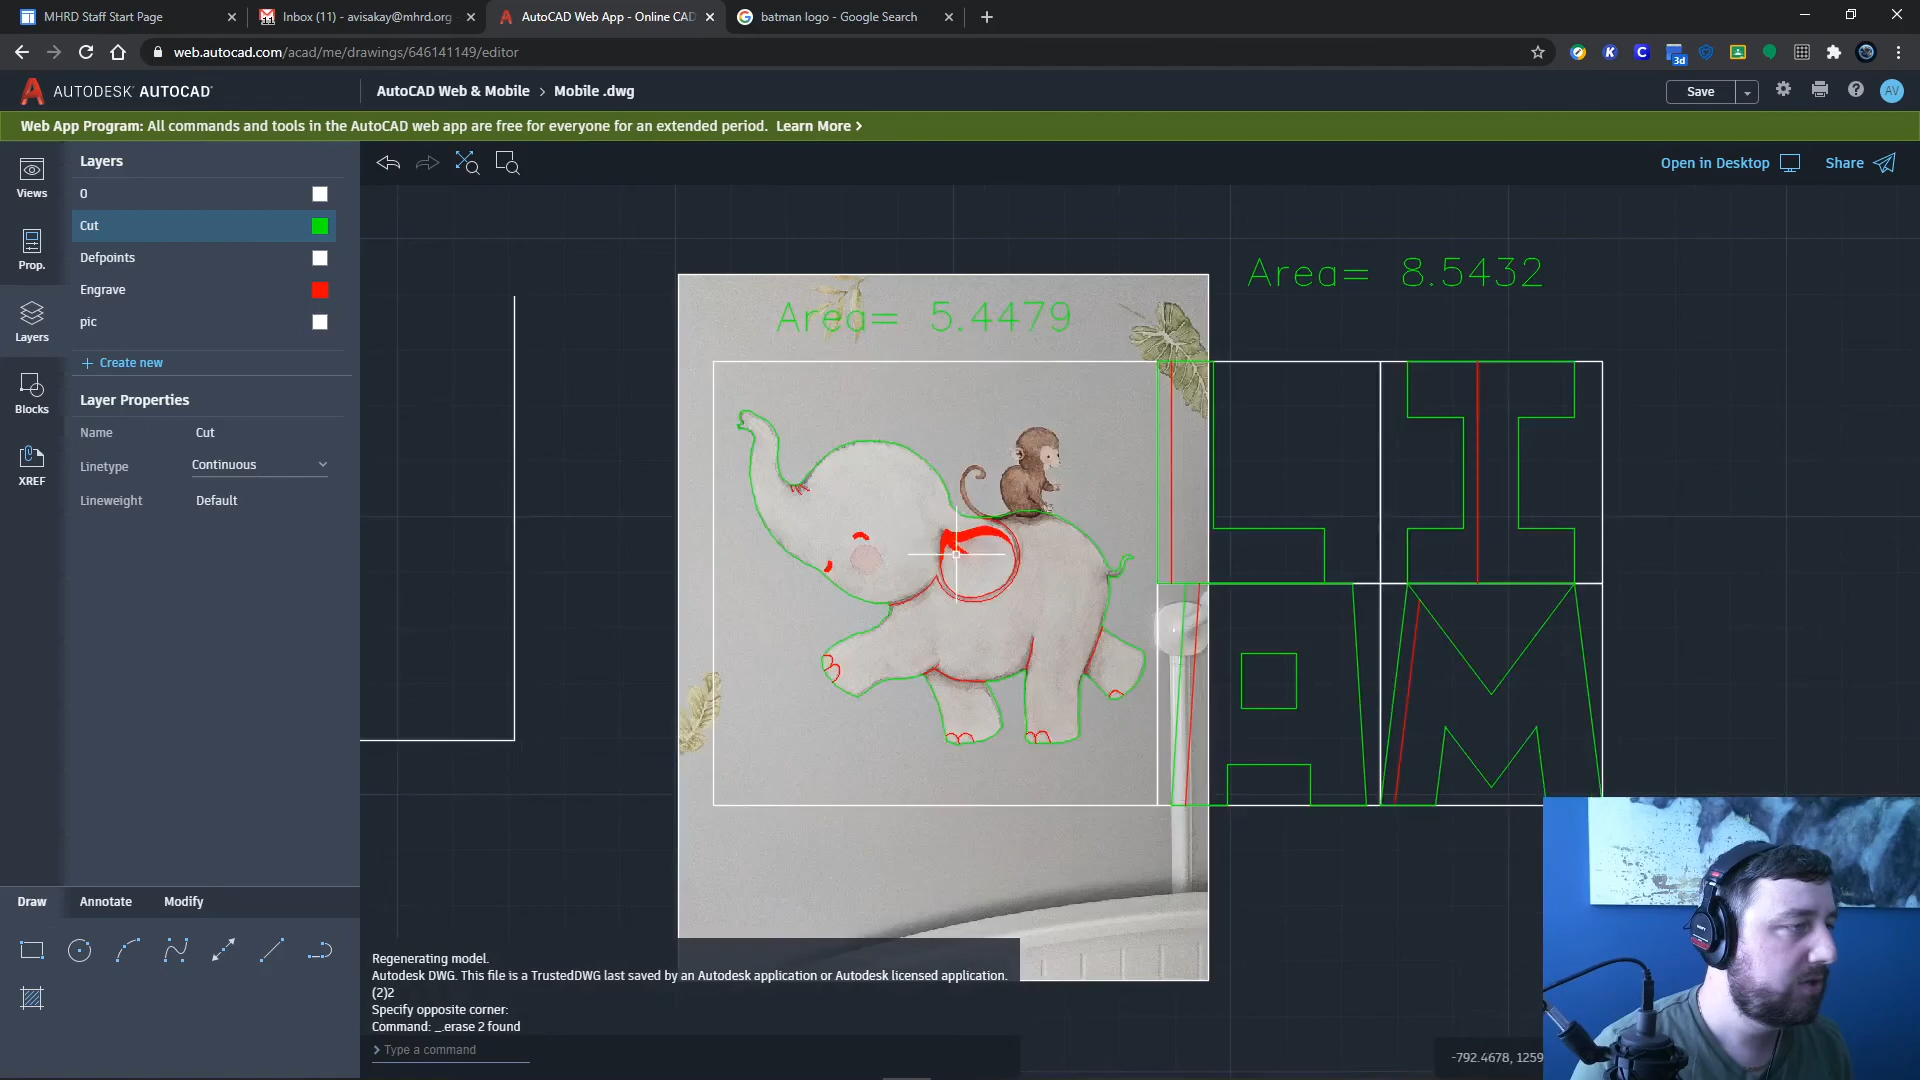 MHRD Staff Start Page
Inbox (11) - avisakay@mhrd.org
AutoCAD Web App - Online CAD
batman logo - Google Search
web.autocad.com/acad/me/drawings/646141149/editor
3d
AUTODESK AUTOCAD
AutoCAD Web & Mobile > Mobile .dwg
Save
AV
Web App Program: All commands and tools in the AutoCAD web app are free for everyone for an extended period. Learn More >
Views
Prop.
Layers
Blocks
XREF
Layers
0
Cut
Defpoints
Engrave
pic
+ Create new
Layer Properties
Name Cut
Linetype Continuous
Lineweight Default
Open in Desktop
Share
Area= 5.4479
Area= 8.5432
Draw Annotate Modify
Regenerating model.
Autodesk DWG. This file is a TrustedDWG last saved by an Autodesk application or Autodesk licensed application.
(2)2
Specify opposite corner:
Command: _.erase 2 found
> Type a command
-792.4678, 1259